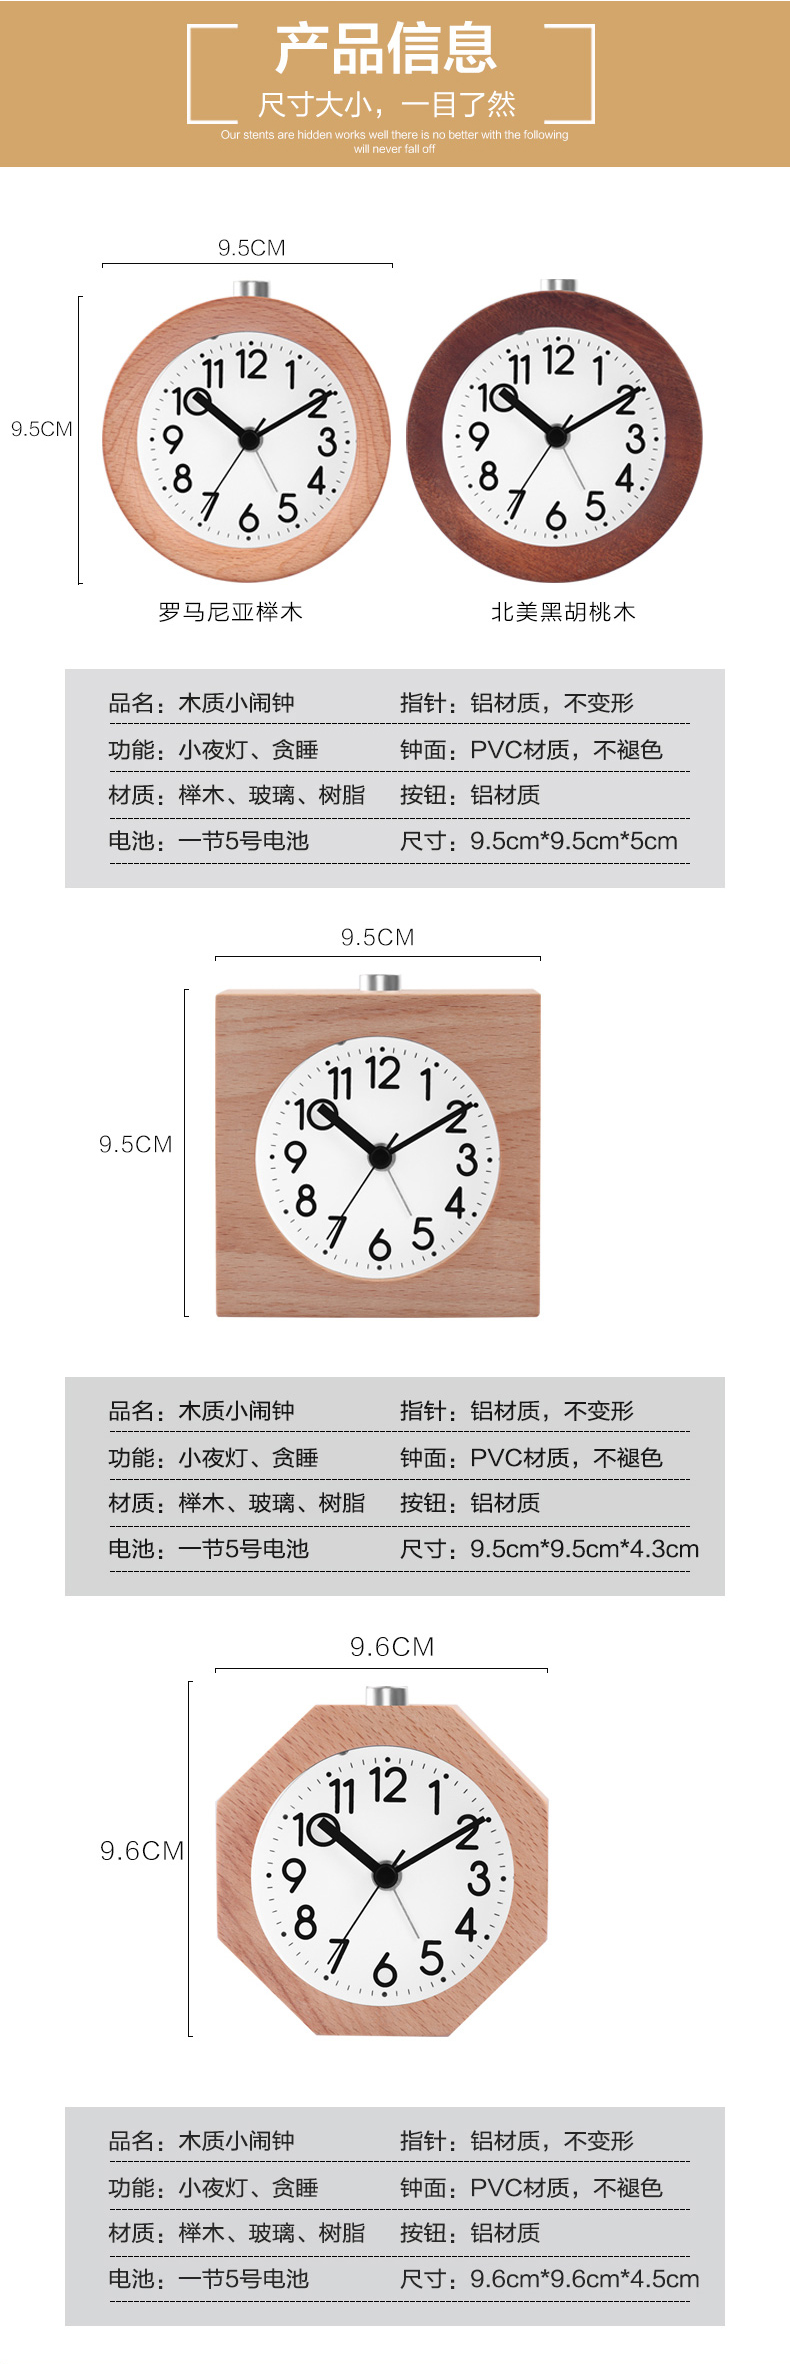 产品信息
尺寸大小，一目了然
Our stents are hidden works well there is no better with the following
will never fall off
9.5CM
9.5CM
12
11
1
10
2
9
3
8
4
7
5
6
12
11
1
10
2
9
3
8
4
7
5
6
罗马尼亚榉木
北美黑胡桃木
品名：木质小闹钟 指针：铝材质，不变形
功能：小夜灯、贪睡 钟面：PVC材质，不褪色
材质：榉木、玻璃、树脂 按钮：铝材质
电池：一节5号电池 尺寸：9.5cm*9.5cm*5cm
9.5CM
9.5CM
12
11
1
10
2
9
3
8
4
7
5
6
品名：木质小闹钟 指针：铝材质，不变形
功能：小夜灯、贪睡 钟面：PVC材质，不褪色
材质：榉木、玻璃、树脂 按钮：铝材质
电池：一节5号电池 尺寸：9.5cm*9.5cm*4.3cm
9.6CM
9.6CM
12
11
1
10
2
9
3
8
4
7
5
6
品名：木质小闹钟 指针：铝材质，不变形
功能：小夜灯、贪睡 钟面：PVC材质，不褪色
材质：榉木、玻璃、树脂 按钮：铝材质
电池：一节5号电池 尺寸：9.6cm*9.6cm*4.5cm